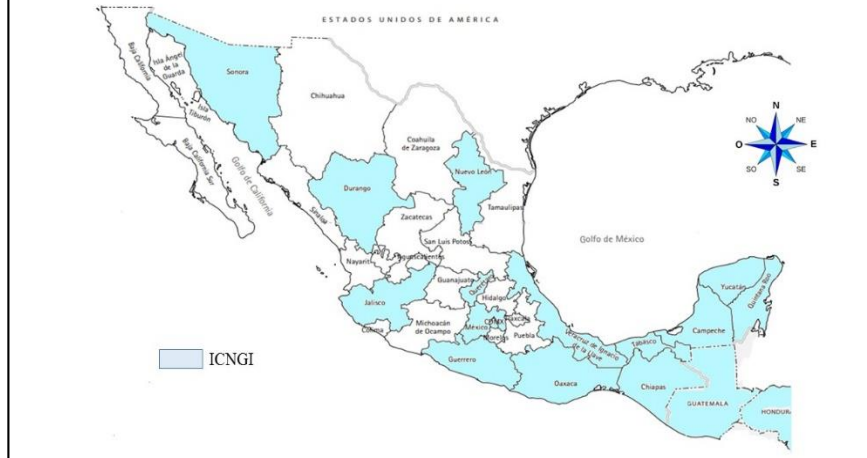 ESTADOS UNIDOS DE AMÉRICA
Baja California
Isla Ángel
de la
Guarda
Sonora
Chihuahua
Isla
Tiburón
Baja California Sur
Golfo de California
Coahuila
de Zaragoza
Nuevo León
Durango
Sinaloa
Zacatecas
Tamaulipas
San Luis Potosí
Nayarit
Aguascalientes
Golfo de México
Guanajuato
Querétaro
Hidalgo
Jalisco
Colima
Michoacán
de Ocampo
México
CDMX
Tlaxcala
Morelos
Puebla
Veracruz de Ignacio
de la Llave
Tabasco
Yucatán
Quintana Roo
Campeche
Guerrero
Oaxaca
Chiapas
GUATEMALA
HONDURA
N
NO
NE
O
E
SO
SE
S
ICNGI